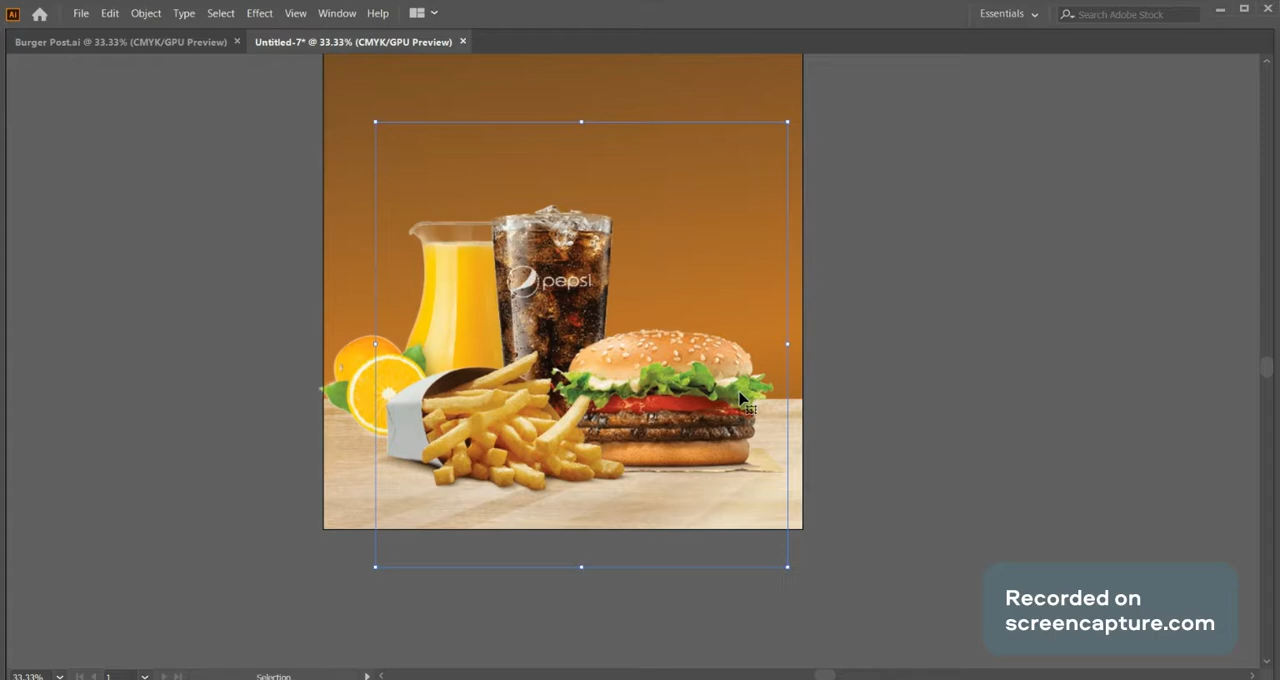 Ai File Edit Object Type Select Effect View Window Help Essentials Search Adobe Stock
Burger Post.ai @ 33.33% (CMYK/GPU Preview) × Untitled-7* @ 33.33% (CMYK/GPU Preview) ×
pepsi
Recorded on
screencapture.com
33.33% 1 Selection